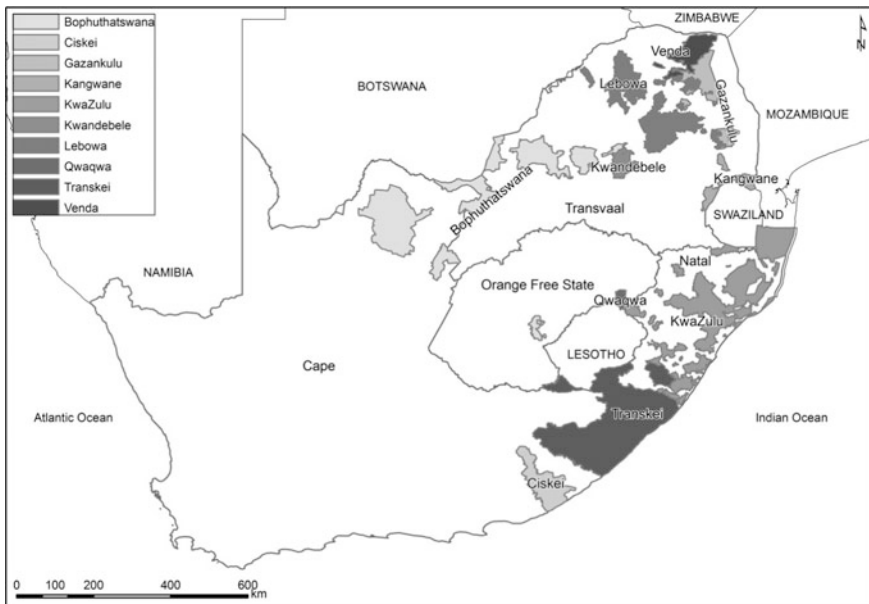 Bophuthatswana
Ciskei
Gazankulu
Kangwane
KwaZulu
Kwandebele
Lebowa
Qwaqwa
Transkei
Venda
ZIMBABWE
N
Venda
BOTSWANA
Lebowa
Gazankulu
MOZAMBIQUE
Kwandebele
Kangwane
Bophuthatswana
Transvaal
SWAZILAND
NAMIBIA
Natal
Orange Free State
Qwaqwa
KwaZulu
LESOTHO
Cape
Atlantic Ocean
Transkei
Indian Ocean
Ciskei
0 100 200 400 600
km